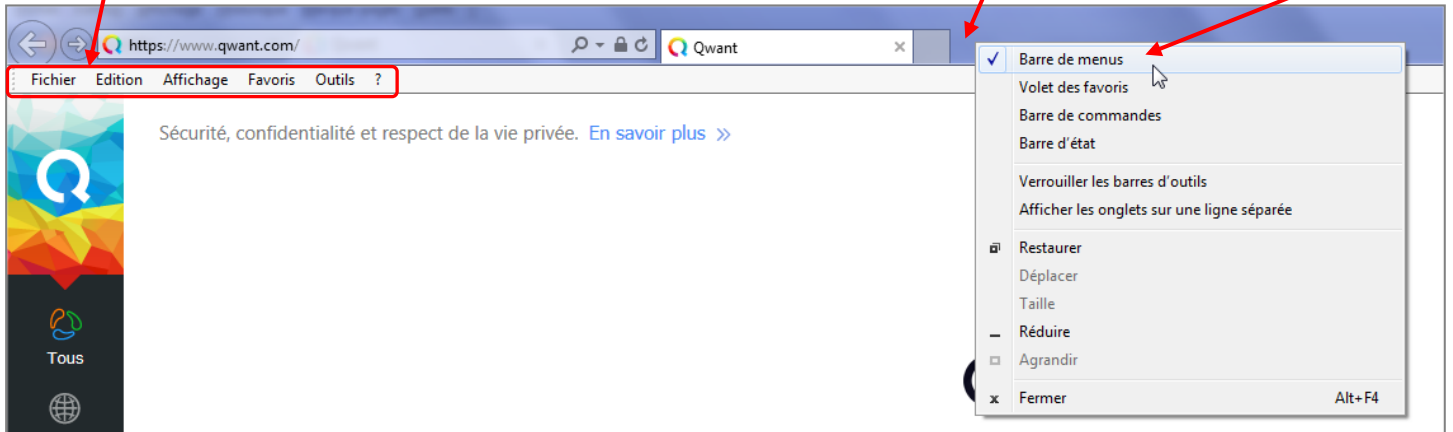 https://www.qwant.com/
Qwant
Fichier Edition Affichage Favoris Outils ?
Sécurité, confidentialité et respect de la vie privée. En savoir plus »
Tous
Barre de menus
Volet des favoris
Barre de commandes
Barre d'état
Verrouiller les barres d'outils
Afficher les onglets sur une ligne séparée
Restaurer
Déplacer
Taille
Réduire
Agrandir
Fermer Alt+F4